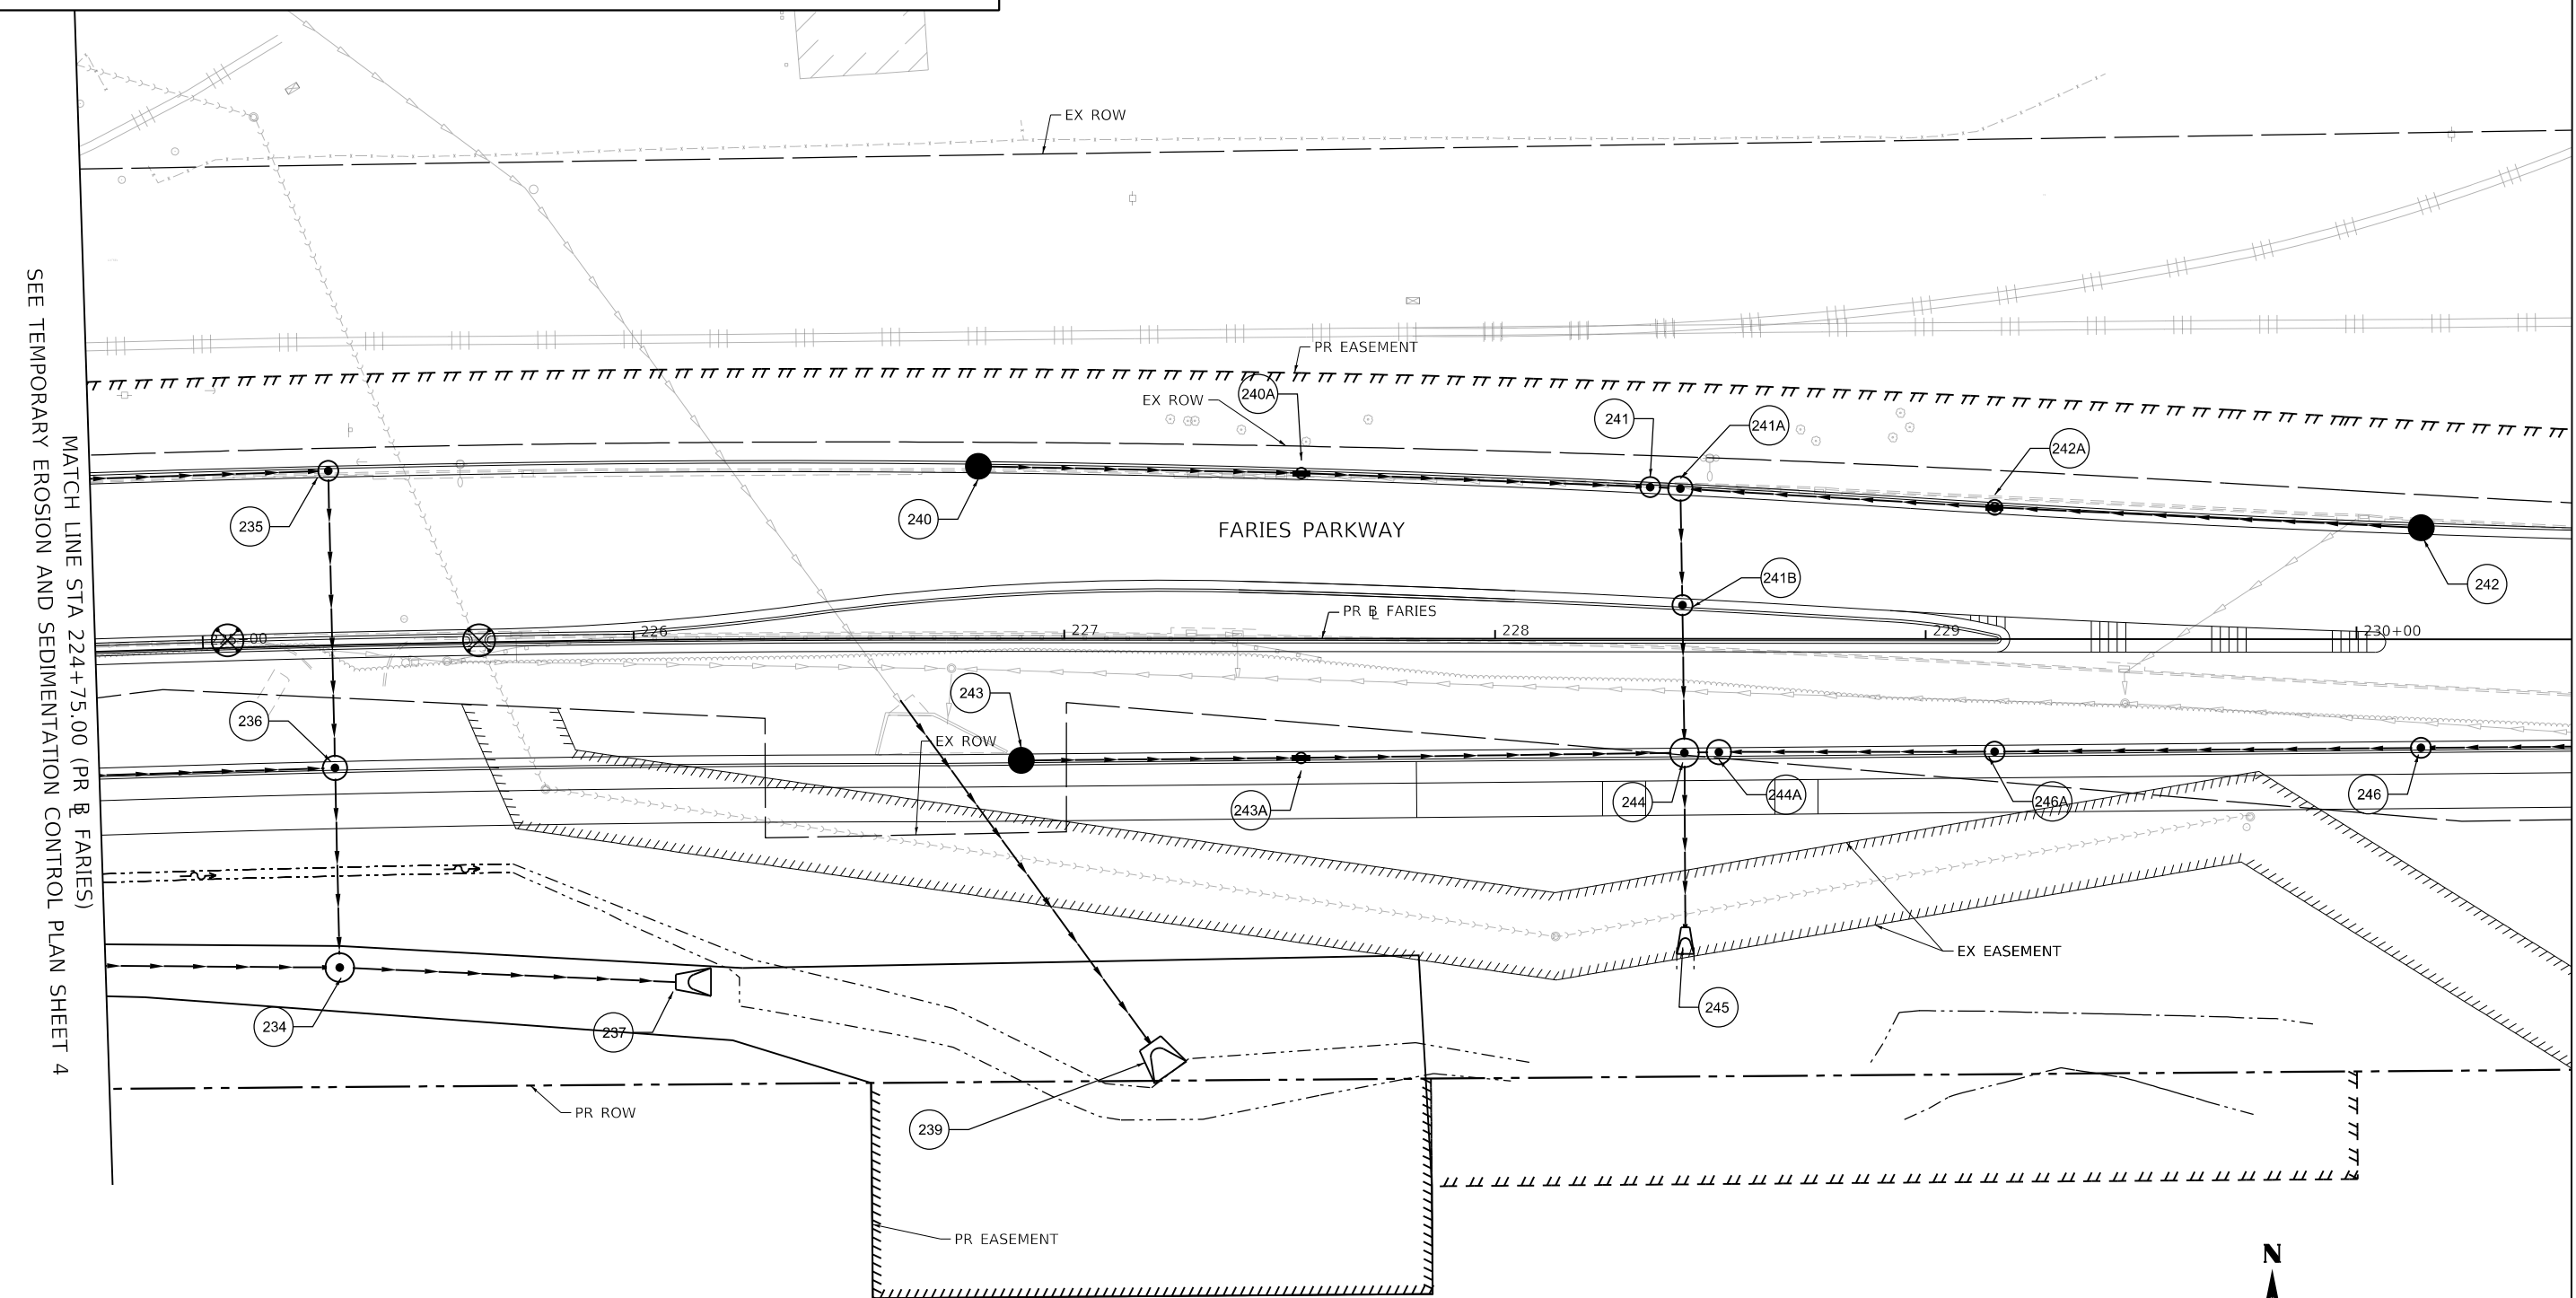 EX ROW
PR EASEMENT
240A
EX ROW
241
241A
242A
235
240
FARIES PARKWAY
241B
242
PR BL FARIES
+00
226
227
228
229
230+00
243
236
EX ROW
243A
244
244A
246A
246
EX EASEMENT
245
234
237
PR ROW
239
PR EASEMENT
N
MATCH LINE STA 224+75.00 (PR BL FARIES)
SEE TEMPORARY EROSION AND SEDIMENTATION CONTROL PLAN SHEET 4